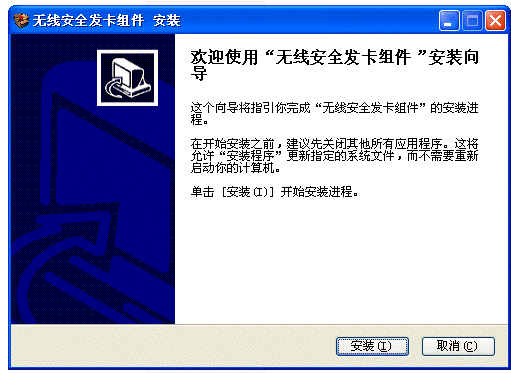 无线安全发卡组件 安装
欢迎使用“无线安全发卡组件 ”安装向
导
这个向导将指引你完成“无线安全发卡组件”的安装进
程。
在开始安装之前，建议先关闭其他所有应用程序。这将
允许“安装程序”更新指定的系统文件，而不需要重新
启动你的计算机。
单击 [安装(I)] 开始安装进程。
安装(I)
取消(C)